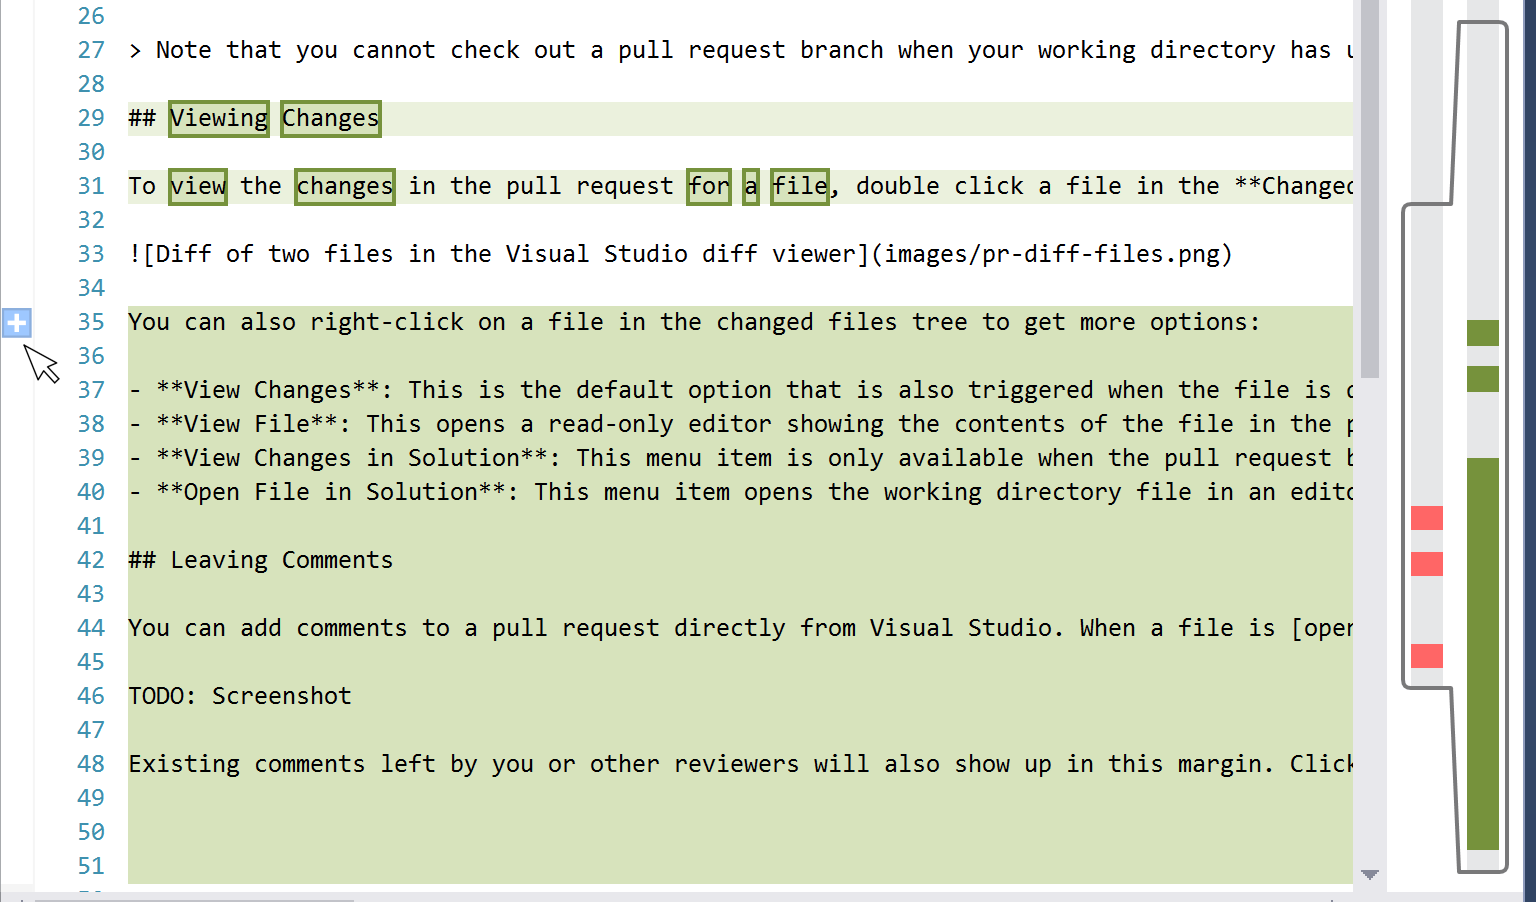 26
27 > Note that you cannot check out a pull request branch when your working directory has
28
29 ## Viewing Changes
30
31 To view the changes in the pull request for a file, double click a file in the **Changed
32
33 ![Diff of two files in the Visual Studio diff viewer](images/pr-diff-files.png)
34
35 You can also right-click on a file in the changed files tree to get more options:
36
37 - **View Changes**: This is the default option that is also triggered when the file is
38 - **View File**: This opens a read-only editor showing the contents of the file in the
39 - **View Changes in Solution**: This menu item is only available when the pull request
40 - **Open File in Solution**: This menu item opens the working directory file in an
41
42 ## Leaving Comments
43
44 You can add comments to a pull request directly from Visual Studio. When a file is [open
45
46 TODO: Screenshot
47
48 Existing comments left by you or other reviewers will also show up in this margin. Click
49
50
51